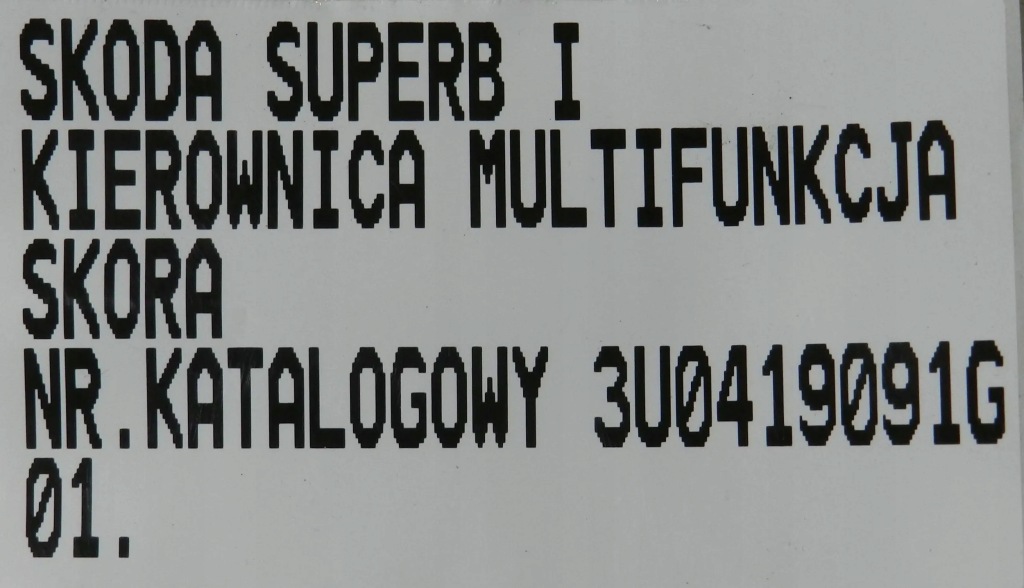 SKODA SUPERB I
KIEROWNICA MULTIFUNKCJA
SKORA
NR.KATALOGOWY 3U0419091G
01.